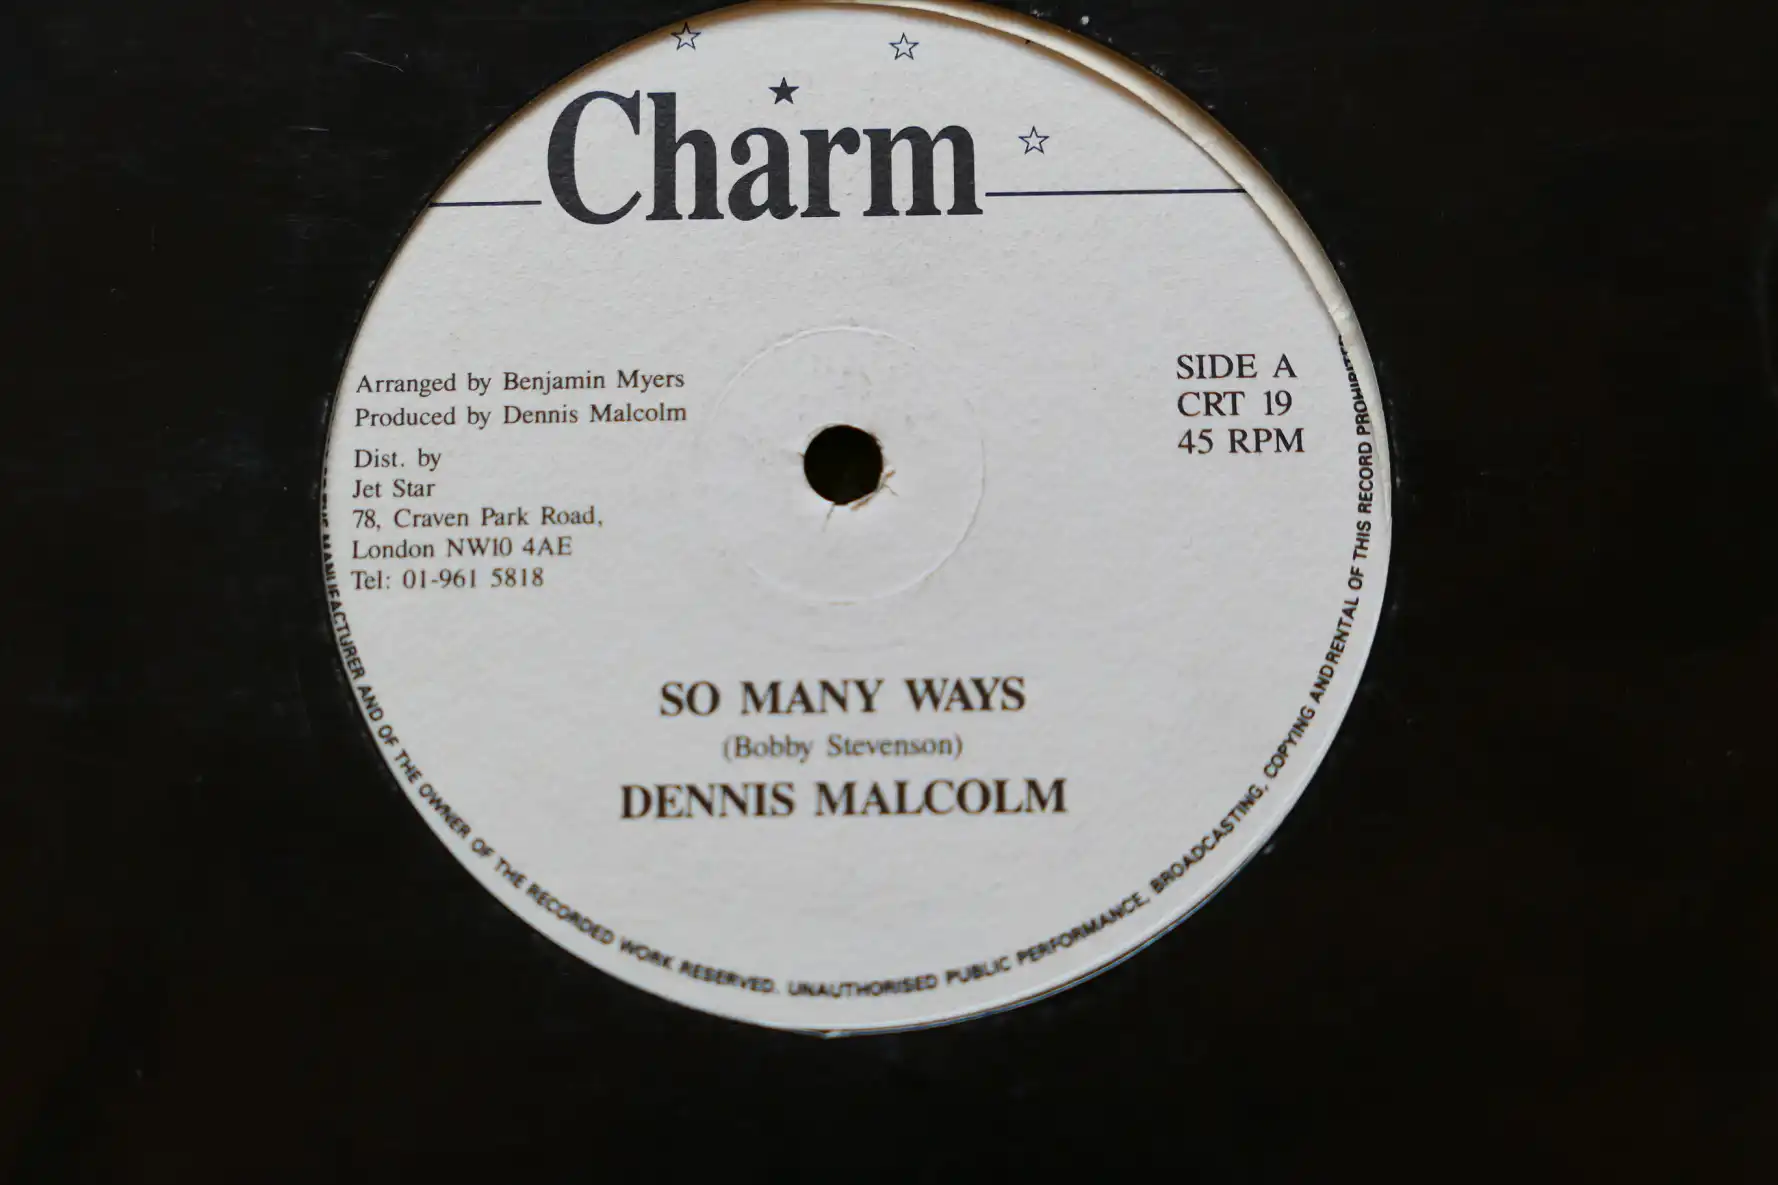 Charm
Arranged by Benjamin Myers
Produced by Dennis Malcolm
Dist. by
Jet Star
78, Craven Park Road,
London NW10 4AE
Tel: 01-961 5818
SIDE A
CRT 19
45 RPM
SO MANY WAYS
(Bobby Stevenson)
DENNIS MALCOLM
MANUFACTURER AND OF THE OWNER OF THE RECORDED WORK RESERVED. UNAUTHORISED PUBLIC PERFORMANCE, BROADCASTING, COPYING AND RENTAL OF THIS RECORD PROHIBITE